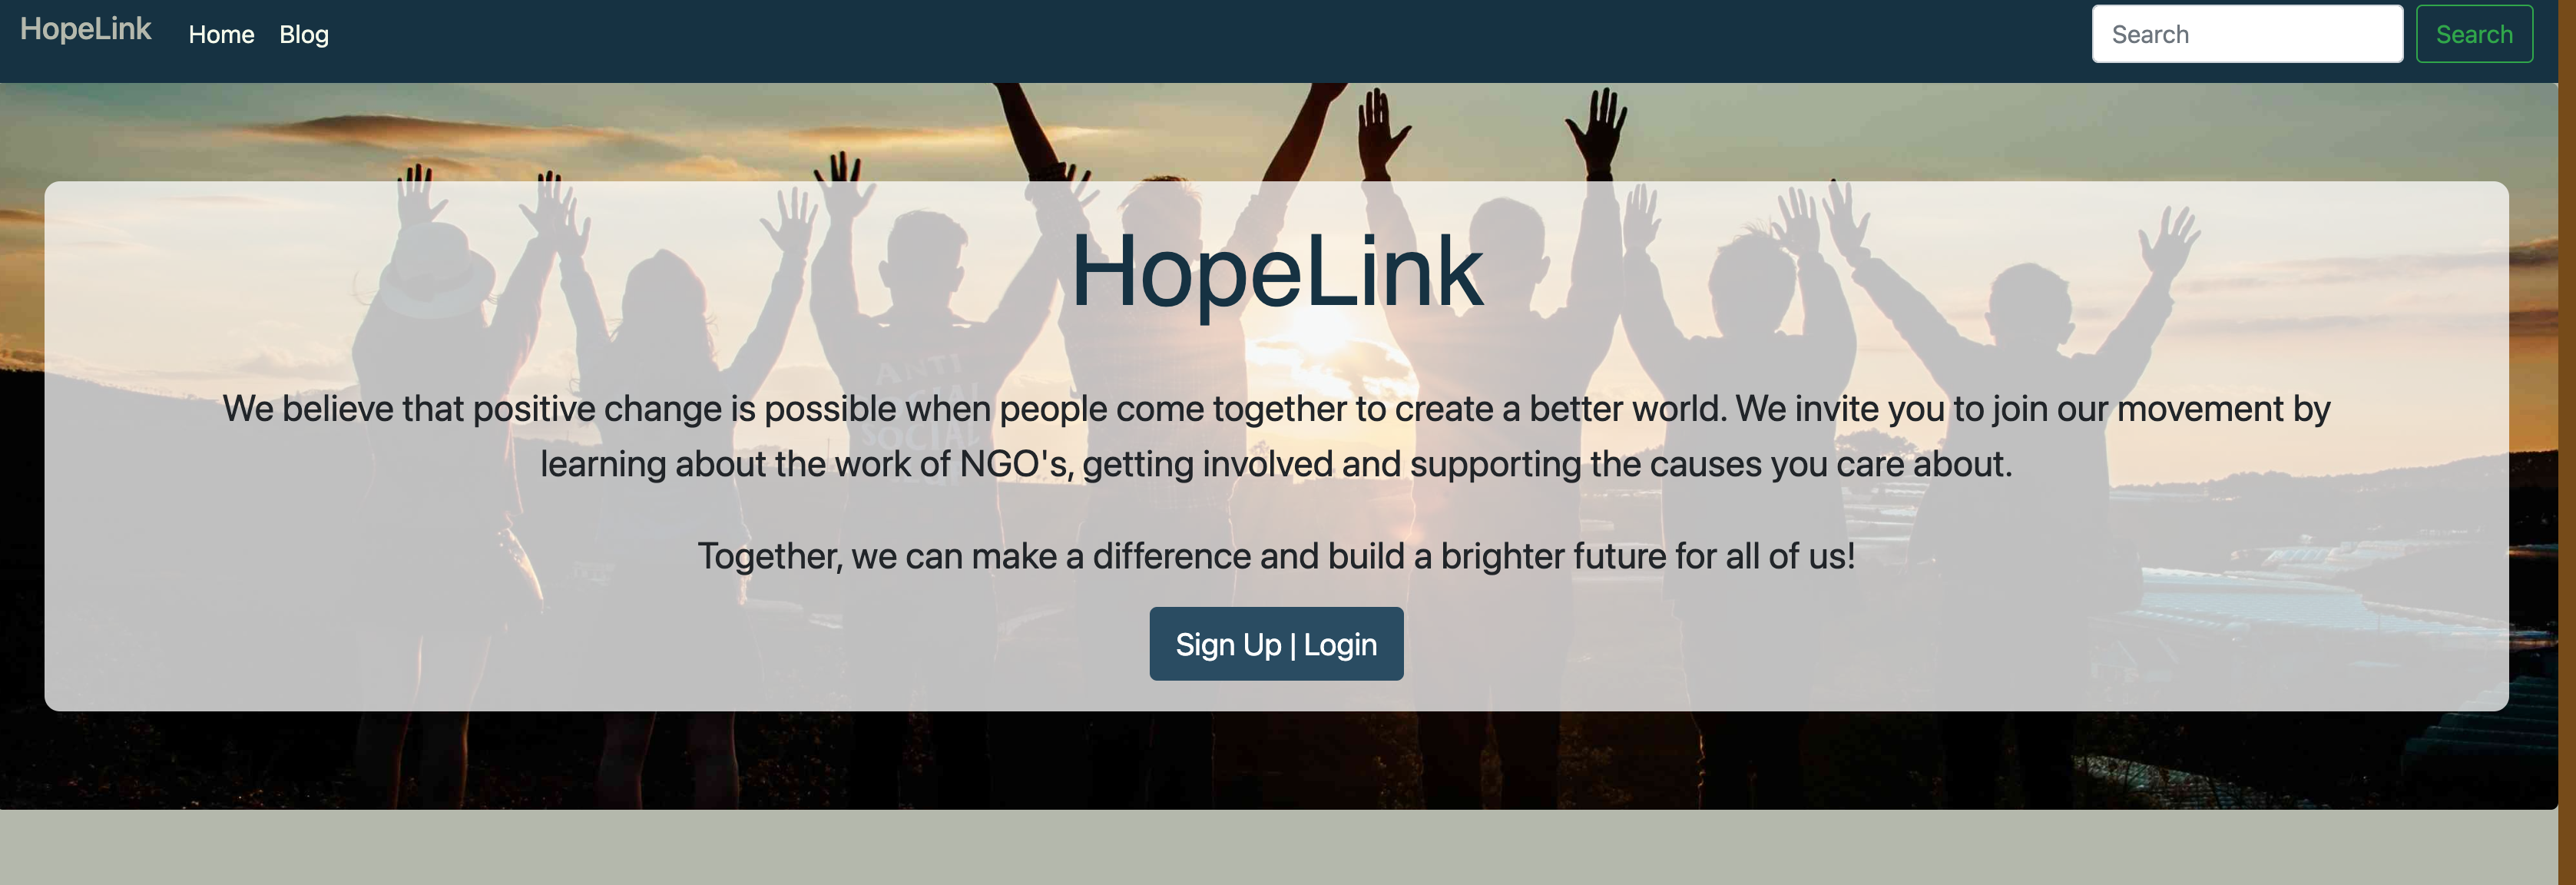 HopeLink Home Blog Search Search
HopeLink
ANTI
SOCIAL
We believe that positive change is possible when people come together to create a better world. We invite you to join our movement by
SOCIAL
learning about the work of NGO's, getting involved and supporting the causes you care about.
Together, we can make a difference and build a brighter future for all of us!
Sign Up | Login